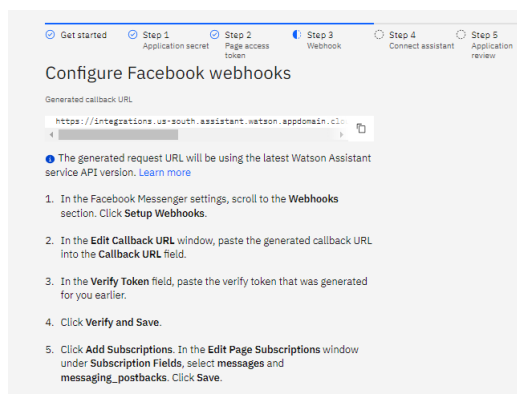 Get started
Step 1
Application secret
Step 2
Page access
token
Step 3
Webhook
Step 4
Connect assistant
Step 5
Application
review
Configure Facebook webhooks
Generated callback URL
https://integrations.us-south.assistant.watson.appdomain.clo
The generated request URL will be using the latest Watson Assistant
service API version. Learn more
1. In the Facebook Messenger settings, scroll to the Webhooks
section. Click Setup Webhooks.
2. In the Edit Callback URL window, paste the generated callback URL
into the Callback URL field.
3. In the Verify Token field, paste the verify token that was generated
for you earlier.
4. Click Verify and Save.
5. Click Add Subscriptions. In the Edit Page Subscriptions window
under Subscription Fields, select messages and
messaging_postbacks. Click Save.